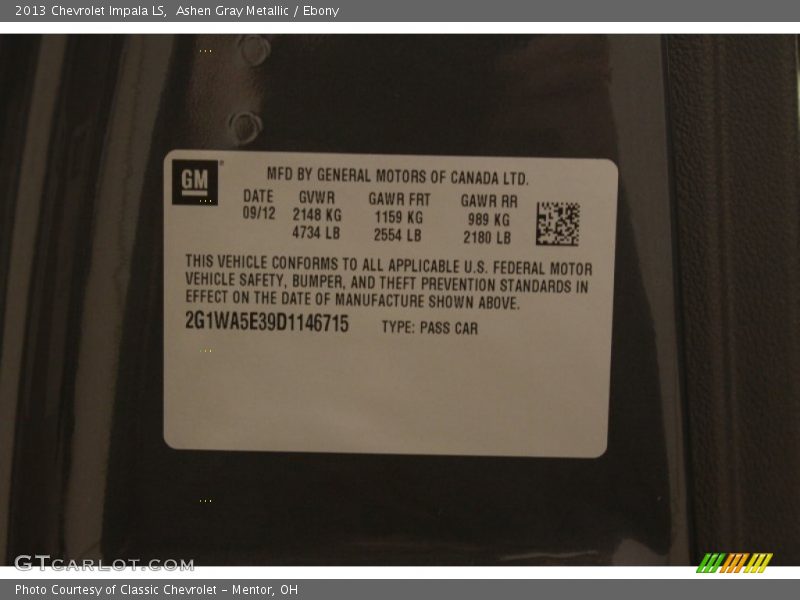 2013 Chevrolet Impala LS,  Ashen Gray Metallic / Ebony
GM
MFD BY GENERAL MOTORS OF CANADA LTD.
DATE GVWR GAWR FRT GAWR RR
09/12 2148 KG 1159 KG 989 KG
4734 LB 2554 LB 2180 LB
THIS VEHICLE CONFORMS TO ALL APPLICABLE U.S. FEDERAL MOTOR
VEHICLE SAFETY, BUMPER, AND THEFT PREVENTION STANDARDS IN
EFFECT ON THE DATE OF MANUFACTURE SHOWN ABOVE.
2G1WA5E39D1146715 TYPE: PASS CAR
GTCARLOT.COM
Photo Courtesy of Classic Chevrolet - Mentor, OH